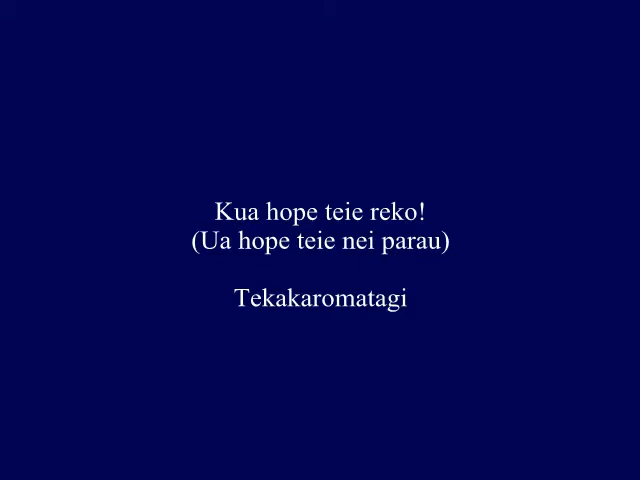 Kua hope teie reko!
(Ua hope teie nei parau)
Tekakaromatagi